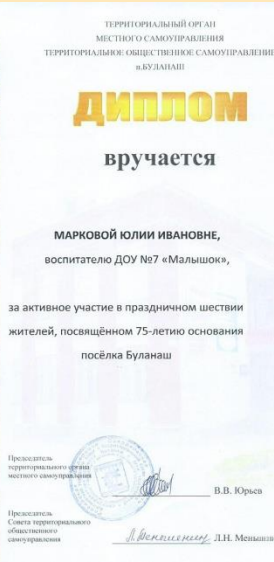 ТЕРРИТОРИАЛЬНЫЙ ОРГАН
МЕСТНОГО САМОУПРАВЛЕНИЯ
ТЕРРИТОРИАЛЬНОЕ ОБЩЕСТВЕННОЕ САМОУПРАВЛЕНИЕ
п.БУЛАНАШ
ДИПЛОМ
вручается
МАРКОВОЙ ЮЛИИ ИВАНОВНЕ,
воспитателю ДОУ №7 «Малышок»,
за активное участие в праздничном шествии
жителей, посвящённом 75-летию основания
посёлка Буланаш
Председатель
территориального органа
местного самоуправления
В.В. Юрьев
Председатель
Совета территориального
общественного
самоуправления
Л.Н.